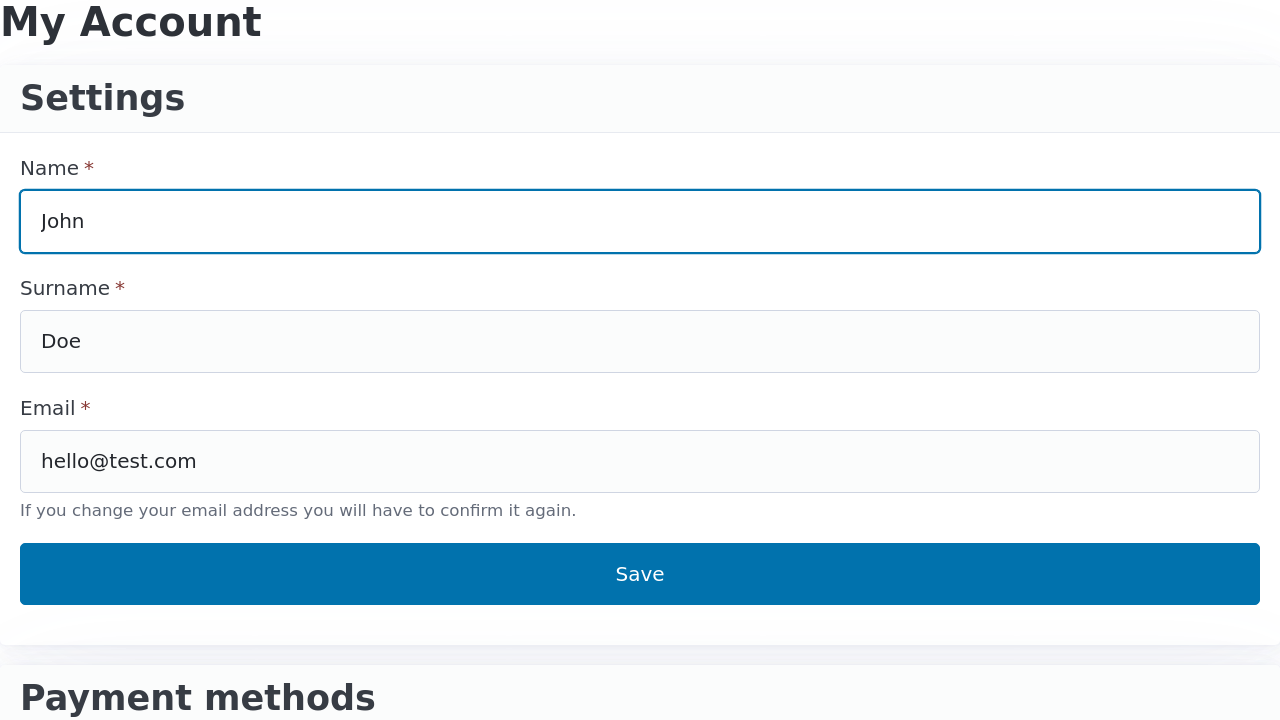 My Account
Settings
Name *
John
Surname *
Doe
Email *
hello@test.com
If you change your email address you will have to confirm it again.
Save
Payment methods